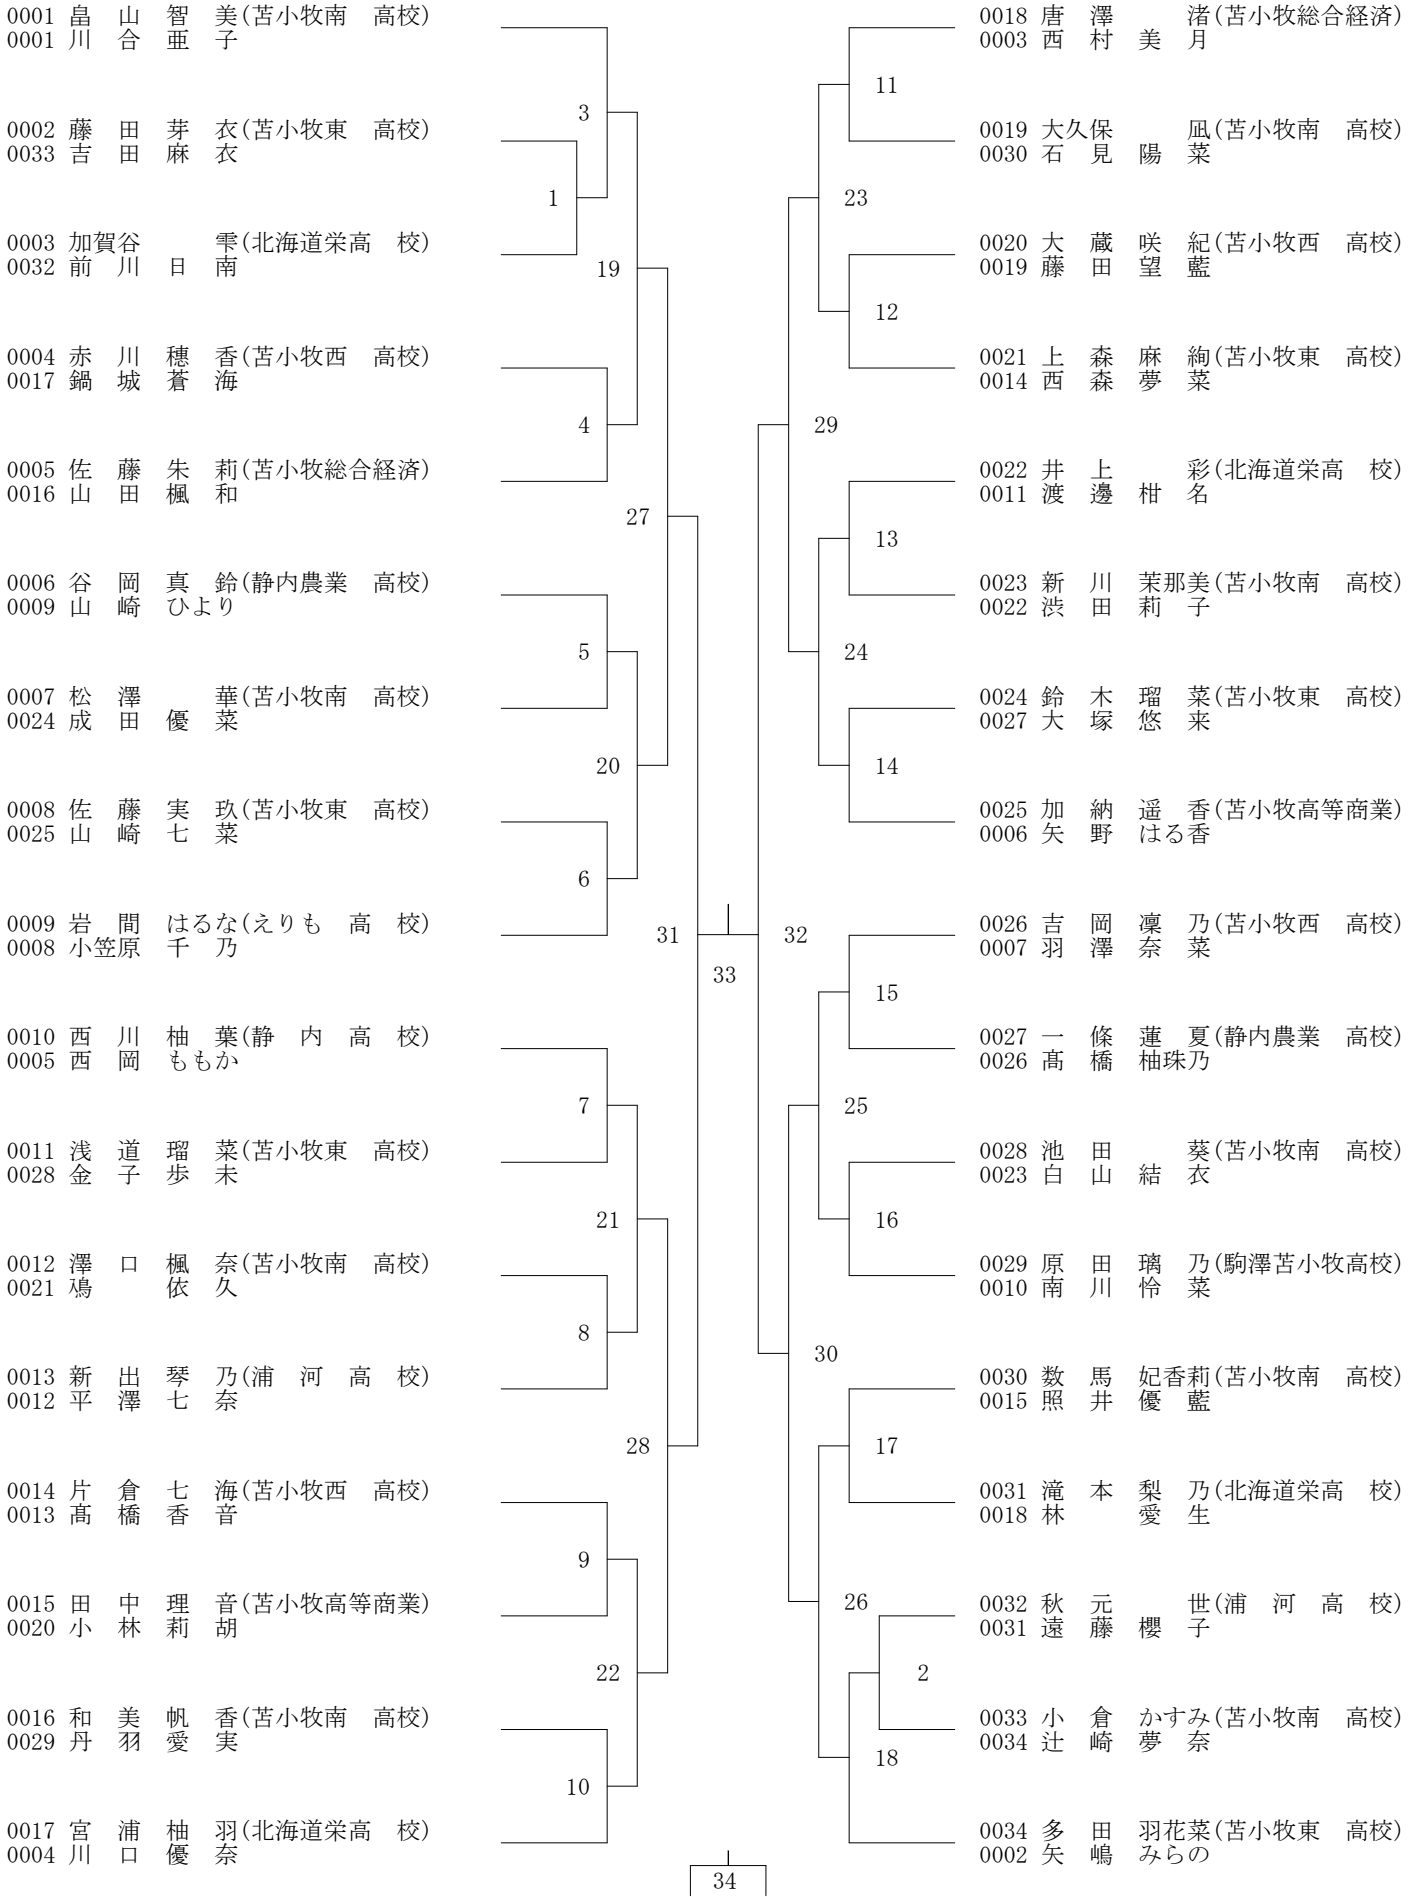 0001 畠　山　智　美(苫小牧南　高校)
0001 川　合　亜　子
0002 藤　田　芽　衣(苫小牧東　高校)
0033 吉　田　麻　衣
0003 加賀谷　　　雫(北海道栄高　校)
0032 前　川　日　南
0004 赤　川　穂　香(苫小牧西　高校)
0017 鍋　城　蒼　海
0005 佐　藤　朱　莉(苫小牧総合経済)
0016 山　田　楓　和
0006 谷　岡　真　鈴(静内農業　高校)
0009 山　崎　ひより
0007 松　澤　　　華(苫小牧南　高校)
0024 成　田　優　菜
0008 佐　藤　実　玖(苫小牧東　高校)
0025 山　崎　七　菜
0009 岩　間　はるな(えりも　高　校)
0008 小笠原　千　乃
0010 西　川　柚　葉(静　内　高　校)
0005 西　岡　ももか
0011 浅　道　瑠　菜(苫小牧東　高校)
0028 金　子　歩　未
0012 澤　口　楓　奈(苫小牧南　高校)
0021 鳰　　　依　久
0013 新　出　琴　乃(浦　河　高　校)
0012 平　澤　七　奈
0014 片　倉　七　海(苫小牧西　高校)
0013 髙　橋　香　音
0015 田　中　理　音(苫小牧高等商業)
0020 小　林　莉　胡
0016 和　美　帆　香(苫小牧南　高校)
0029 丹　羽　愛　実
0017 宮　浦　柚　羽(北海道栄高　校)
0004 川　口　優　奈
3
1
19
4
27
5
20
6
31
7
21
8
28
9
22
10
33
34
32
11
23
12
29
13
24
14
15
25
16
30
17
26
2
18
0018 唐　澤　　　渚(苫小牧総合経済)
0003 西　村　美　月
0019 大久保　　　凪(苫小牧南　高校)
0030 石　見　陽　菜
0020 大　蔵　咲　紀(苫小牧西　高校)
0019 藤　田　望　藍
0021 上　森　麻　絢(苫小牧東　高校)
0014 西　森　夢　菜
0022 井　上　　　彩(北海道栄高　校)
0011 渡　邊　柑　名
0023 新　川　茉那美(苫小牧南　高校)
0022 渋　田　莉　子
0024 鈴　木　瑠　菜(苫小牧東　高校)
0027 大　塚　悠　来
0025 加　納　遥　香(苫小牧高等商業)
0006 矢　野　はる香
0026 吉　岡　凜　乃(苫小牧西　高校)
0007 羽　澤　奈　菜
0027 一　條　蓮　夏(静内農業　高校)
0026 髙　橋　柚珠乃
0028 池　田　　　葵(苫小牧南　高校)
0023 白　山　結　衣
0029 原　田　璃　乃(駒澤苫小牧高校)
0010 南　川　怜　菜
0030 数　馬　妃香莉(苫小牧南　高校)
0015 照　井　優　藍
0031 滝　本　梨　乃(北海道栄高　校)
0018 林　　　愛　生
0032 秋　元　　　世(浦　河　高　校)
0031 遠　藤　櫻　子
0033 小　倉　かすみ(苫小牧南　高校)
0034 辻　崎　夢　奈
0034 多　田　羽花菜(苫小牧東　高校)
0002 矢　嶋　みらの